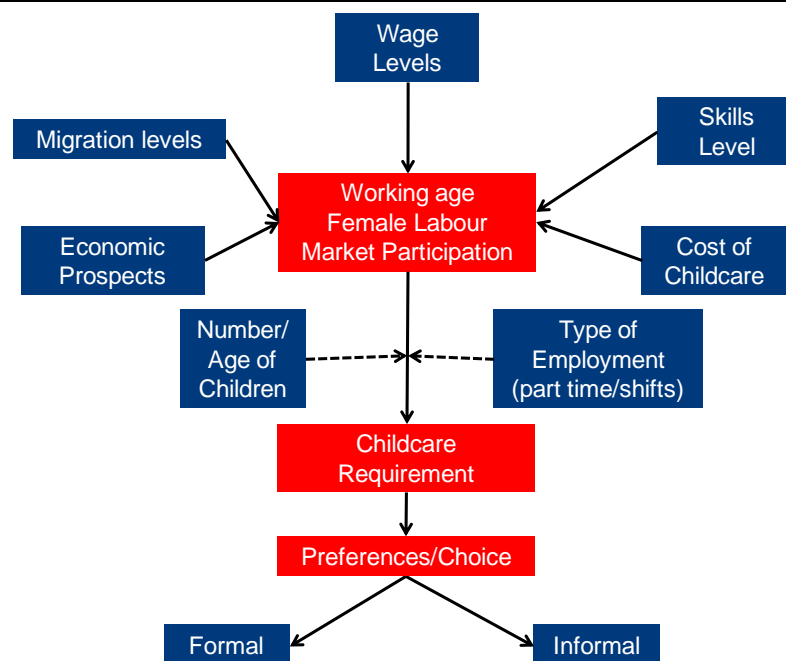 Wage
Levels
Migration levels
Skills
Level
Working age
Female Labour
Market Participation
Economic
Prospects
Cost of
Childcare
Number/
Age of
Children
Type of
Employment
(part time/shifts)
Childcare
Requirement
Preferences/Choice
Formal
Informal